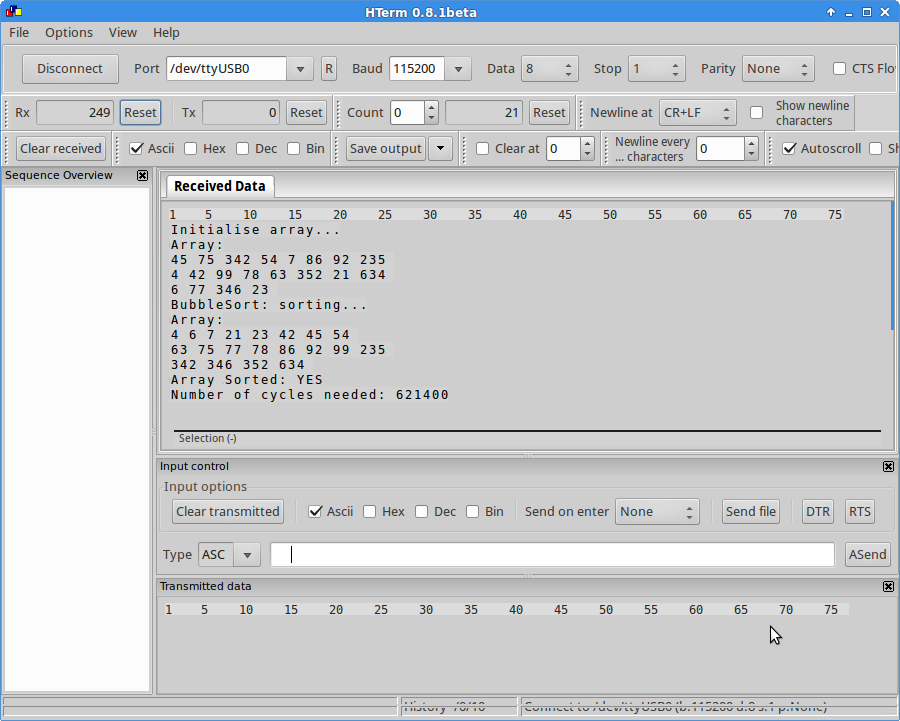 HTerm 0.8.1beta
File Options View Help
Disconnect Port /dev/ttyUSB0 R Baud 115200 Data 8 Stop 1 Parity None CTS Flo
Rx 249 Reset Tx 0 Reset Count 0 21 Reset Newline at CR+LF Show newline
characters
Clear received Ascii Hex Dec Bin Save output Clear at 0 Newline every
... characters 0 Autoscroll Sh
Sequence Overview
Received Data
1 5 10 15 20 25 30 35 40 45 50 55 60 65 70 75
Initialise array...
Array:
45 75 342 54 7 86 92 235
4 42 99 78 63 352 21 634
6 77 346 23
BubbleSort: sorting...
Array:
4 6 7 21 23 42 45 54
63 75 77 78 86 92 99 235
342 346 352 634
Array Sorted: YES
Number of cycles needed: 621400
Selection (-)
Input control
Input options
Clear transmitted Ascii Hex Dec Bin Send on enter None Send file DTR RTS
Type ASC ASend
Transmitted data
1 5 10 15 20 25 30 35 40 45 50 55 60 65 70 75
History -/0/10 Connect to /dev/ttyUSB0 (b:115200 d:8 s:1 p:None)